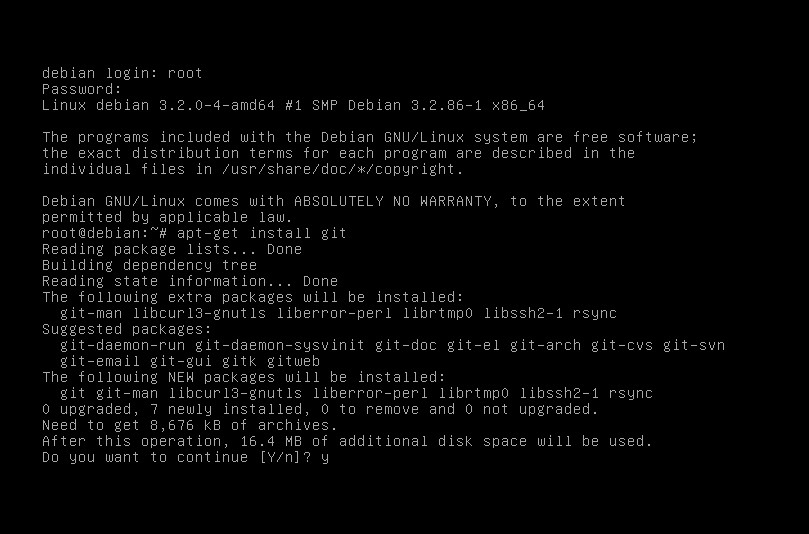 debian login: root
Password:
Linux debian 3.2.0-4-amd64 #1 SMP Debian 3.2.86-1 x86_64
The programs included with the Debian GNU/Linux system are free software;
the exact distribution terms for each program are described in the
individual files in /usr/share/doc/*/copyright.
Debian GNU/Linux comes with ABSOLUTELY NO WARRANTY, to the extent
permitted by applicable law.
root@debian:~# apt-get install git
Reading package lists... Done
Building dependency tree
Reading state information... Done
The following extra packages will be installed:
  git-man libcurl3-gnutls liberror-perl librtmp0 libssh2-1 rsync
Suggested packages:
  git-daemon-run git-daemon-sysvinit git-doc git-el git-arch git-cvs git-svn
  git-email git-gui gitk gitweb
The following NEW packages will be installed:
  git git-man libcurl3-gnutls liberror-perl librtmp0 libssh2-1 rsync
0 upgraded, 7 newly installed, 0 to remove and 0 not upgraded.
Need to get 8,676 kB of archives.
After this operation, 16.4 MB of additional disk space will be used.
Do you want to continue [Y/n]? y